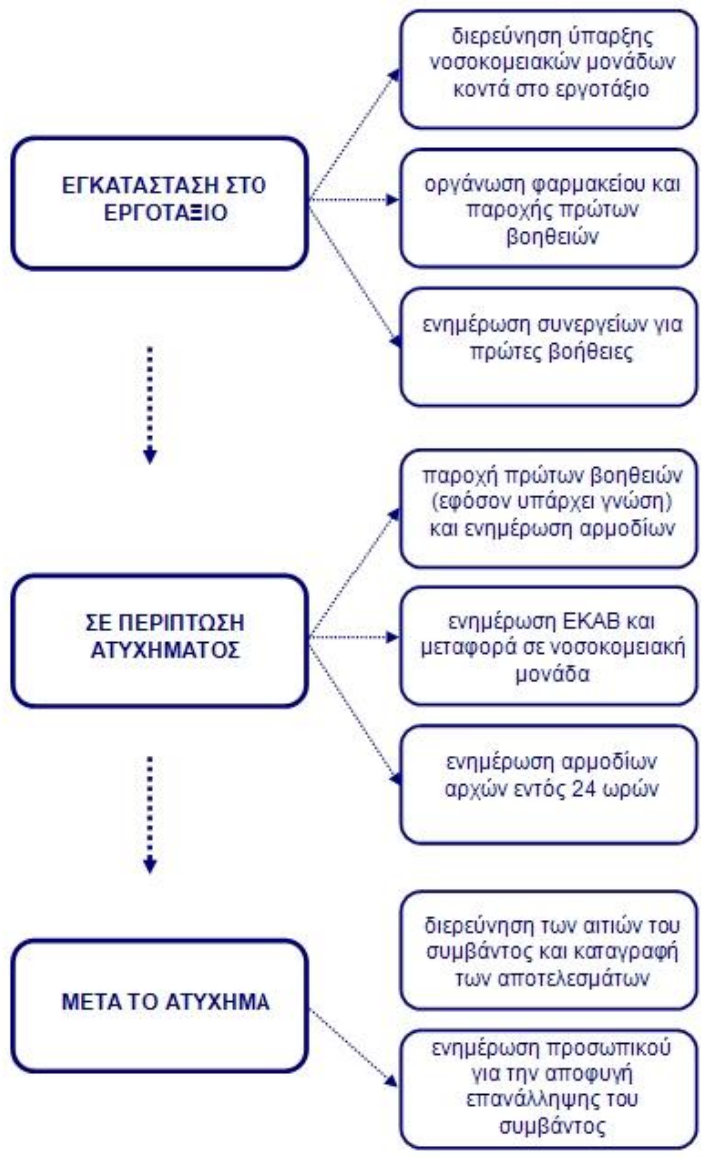 διερεύνηση ύπαρξης
νοσοκομειακών μονάδων
κοντά στο εργοτάξιο
ΕΓΚΑΤΑΣΤΑΣΗ ΣΤΟ
ΕΡΓΟΤΑΞΙΟ
οργάνωση φαρμακείου και
παροχής πρώτων
βοηθειών
ενημέρωση συνεργείων για
πρώτες βοήθειες
παροχή πρώτων βοηθειών
(εφόσον υπάρχει γνώση)
και ενημέρωση αρμοδίων
ΣΕ ΠΕΡΙΠΤΩΣΗ
ΑΤΥΧΗΜΑΤΟΣ
ενημέρωση ΕΚΑΒ και
μεταφορά σε νοσοκομειακή
μονάδα
ενημέρωση αρμοδίων
αρχών εντός 24 ωρών
διερεύνηση των αιτιών του
συμβάντος και καταγραφή
των αποτελεσμάτων
ΜΕΤΑ ΤΟ ΑΤΥΧΗΜΑ
ενημέρωση προσωπικού
για την αποφυγή
επανάλληψης του
συμβάντος